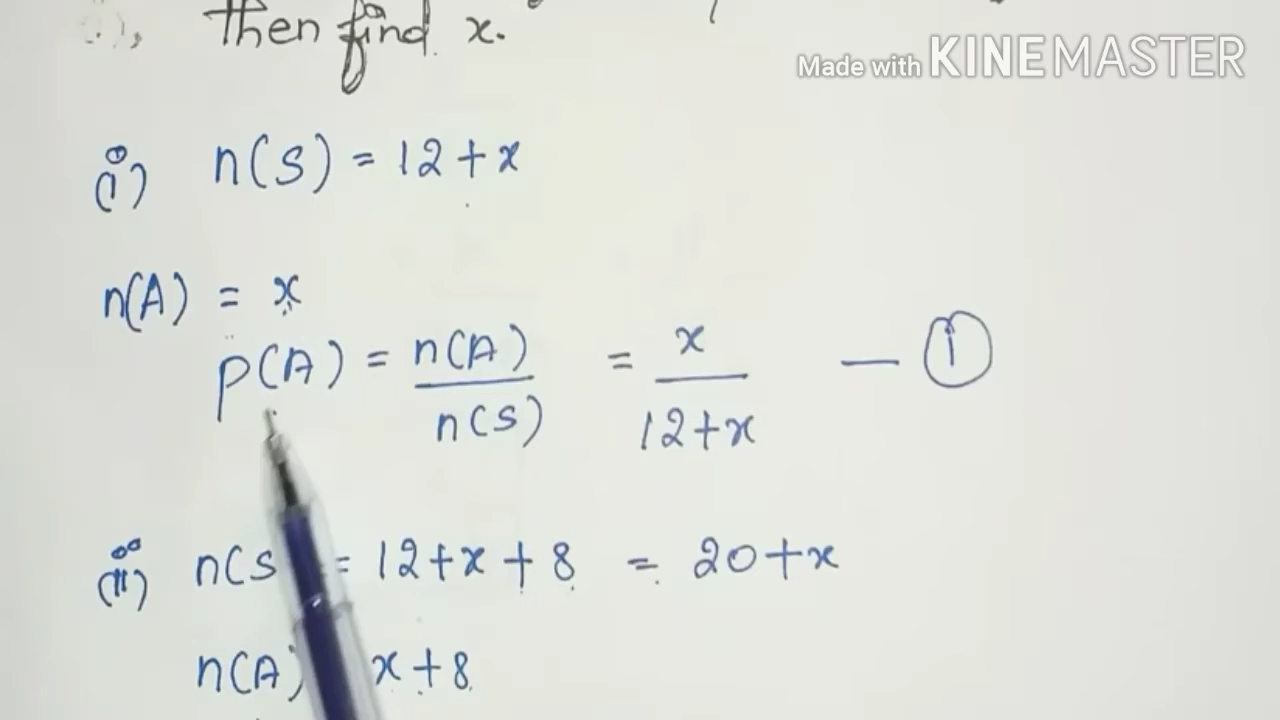 Then find x.
Made with KINEMASTER
(i) n(S) = 12 + x
n(A) = x
P(A) = n(A) / n(S) = x / 12+x — ①
(ii) n(S = 12 + x + 8 = 20 + x
n(A) x + 8